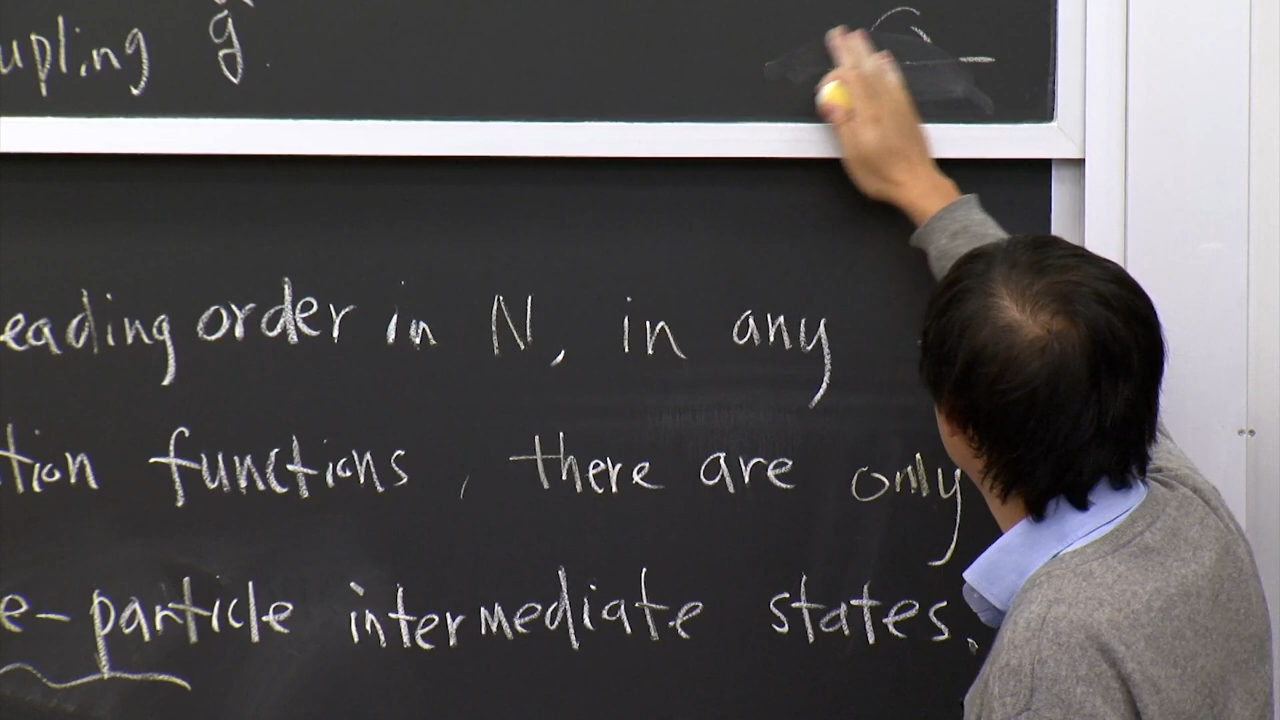 upling g̃
eading order in N, in any
tion functions, there are only
e-particle intermediate states.